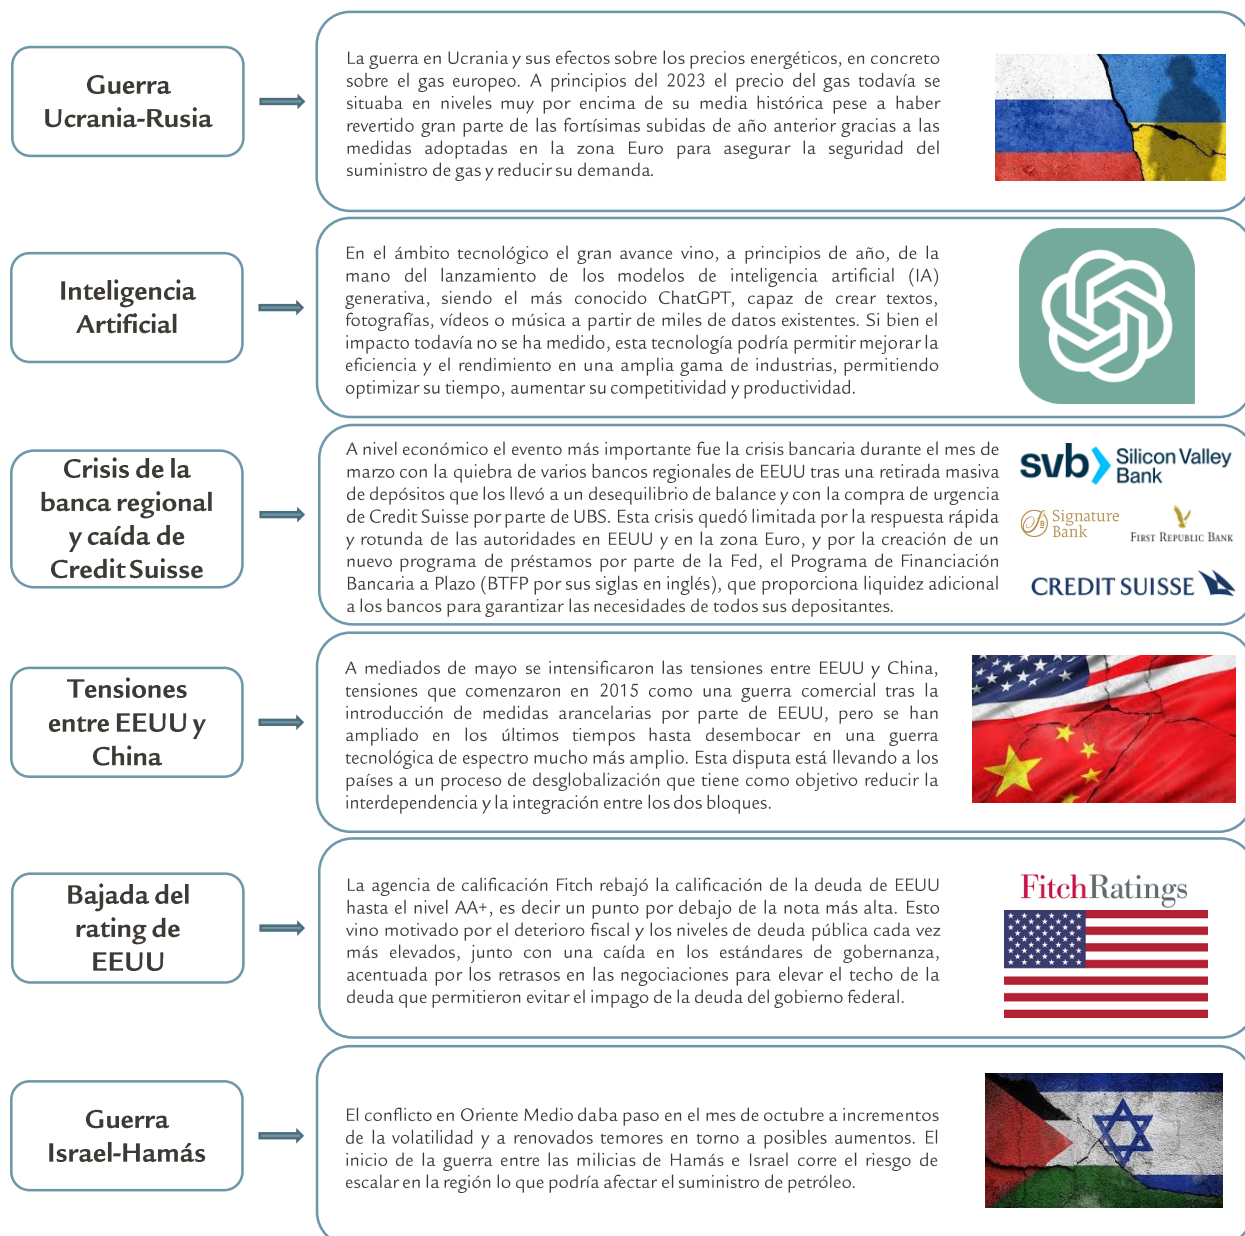 Guerra
Ucrania-Rusia
La guerra en Ucrania y sus efectos sobre los precios energéticos, en concreto
sobre el gas europeo. A principios del 2023 el precio del gas todavía se
situaba en niveles muy por encima de su media histórica pese a haber
revertido gran parte de las fortísimas subidas de año anterior gracias a las
medidas adoptadas en la zona Euro para asegurar la seguridad del
suministro de gas y reducir su demanda.
Inteligencia
Artificial
En el ámbito tecnológico el gran avance vino, a principios de año, de la
mano del lanzamiento de los modelos de inteligencia artificial (IA)
generativa, siendo el más conocido ChatGPT, capaz de crear textos,
fotografías, vídeos o música a partir de miles de datos existentes. Si bien el
impacto todavía no se ha medido, esta tecnología podría permitir mejorar la
eficiencia y el rendimiento en una amplia gama de industrias, permitiendo
optimizar su tiempo, aumentar su competitividad y productividad.
Crisis de la
banca regional
y caída de
Credit Suisse
A nivel económico el evento más importante fue la crisis bancaria durante el mes de
marzo con la quiebra de varios bancos regionales de EEUU tras una retirada masiva
de depósitos que los llevó a un desequilibrio de balance y con la compra de urgencia
de Credit Suisse por parte de UBS. Esta crisis quedó limitada por la respuesta rápida
y rotunda de las autoridades en EEUU y en la zona Euro, y por la creación de un
nuevo programa de préstamos por parte de la Fed, el Programa de Financiación
Bancaria a Plazo (BTFP por sus siglas en inglés), que proporciona liquidez adicional
a los bancos para garantizar las necesidades de todos sus depositantes.
svb Silicon Valley
Bank
Signature
Bank
FIRST REPUBLIC BANK
CREDIT SUISSE
Tensiones
entre EEUU y
China
A mediados de mayo se intensificaron las tensiones entre EEUU y China,
tensiones que comenzaron en 2015 como una guerra comercial tras la
introducción de medidas arancelarias por parte de EEUU, pero se han
ampliado en los últimos tiempos hasta desembocar en una guerra
tecnológica de espectro mucho más amplio. Esta disputa está llevando a los
países a un proceso de desglobalización que tiene como objetivo reducir la
interdependencia y la integración entre los dos bloques.
Bajada del
rating de
EEUU
La agencia de calificación Fitch rebajó la calificación de la deuda de EEUU
hasta el nivel AA+, es decir un punto por debajo de la nota más alta. Esto
vino motivado por el deterioro fiscal y los niveles de deuda pública cada vez
más elevados, junto con una caída en los estándares de gobernanza,
acentuada por los retrasos en las negociaciones para elevar el techo de la
deuda que permitieron evitar el impago de la deuda del gobierno federal.
FitchRatings
Guerra
Israel-Hamás
El conflicto en Oriente Medio daba paso en el mes de octubre a incrementos
de la volatilidad y a renovados temores en torno a posibles aumentos. El
inicio de la guerra entre las milicias de Hamás e Israel corre el riesgo de
escalar en la región lo que podría afectar el suministro de petróleo.